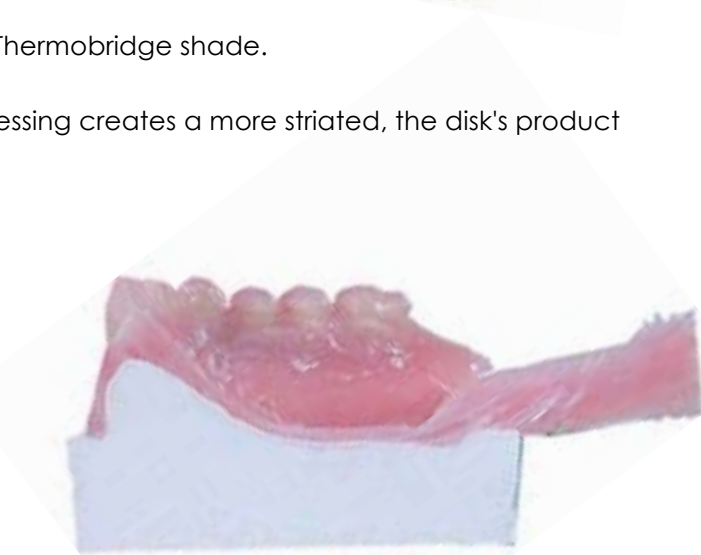 Thermobridge shade.
essing creates a more striated, the disk's product